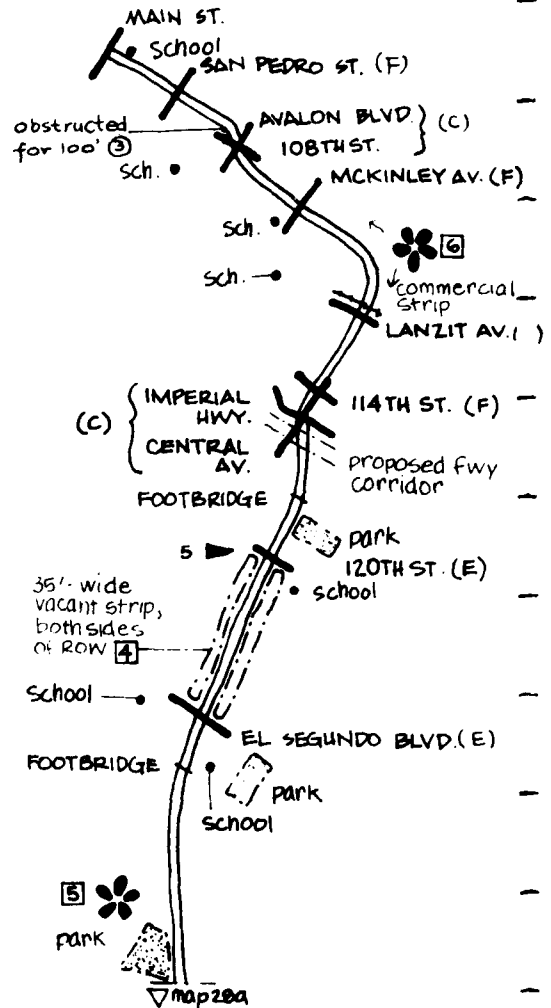 MAIN ST.
school
SAN PEDRO ST. (F)
obstructed
for 100' ③
AVALON BLVD.
108TH ST.
(C)
sch.
MCKINLEY AV. (F)
sch.
6
sch.
commercial
strip
LANZIT AV. ( )
IMPERIAL
HWY.
114TH ST. (F)
(C)
CENTRAL
AV.
proposed fwy
corridor
FOOTBRIDGE
park
5
120TH ST. (E)
school
35'-wide
vacant strip,
both sides
of ROW 4
school
EL SEGUNDO BLVD. (E)
FOOTBRIDGE
park
school
5
park
map 28a